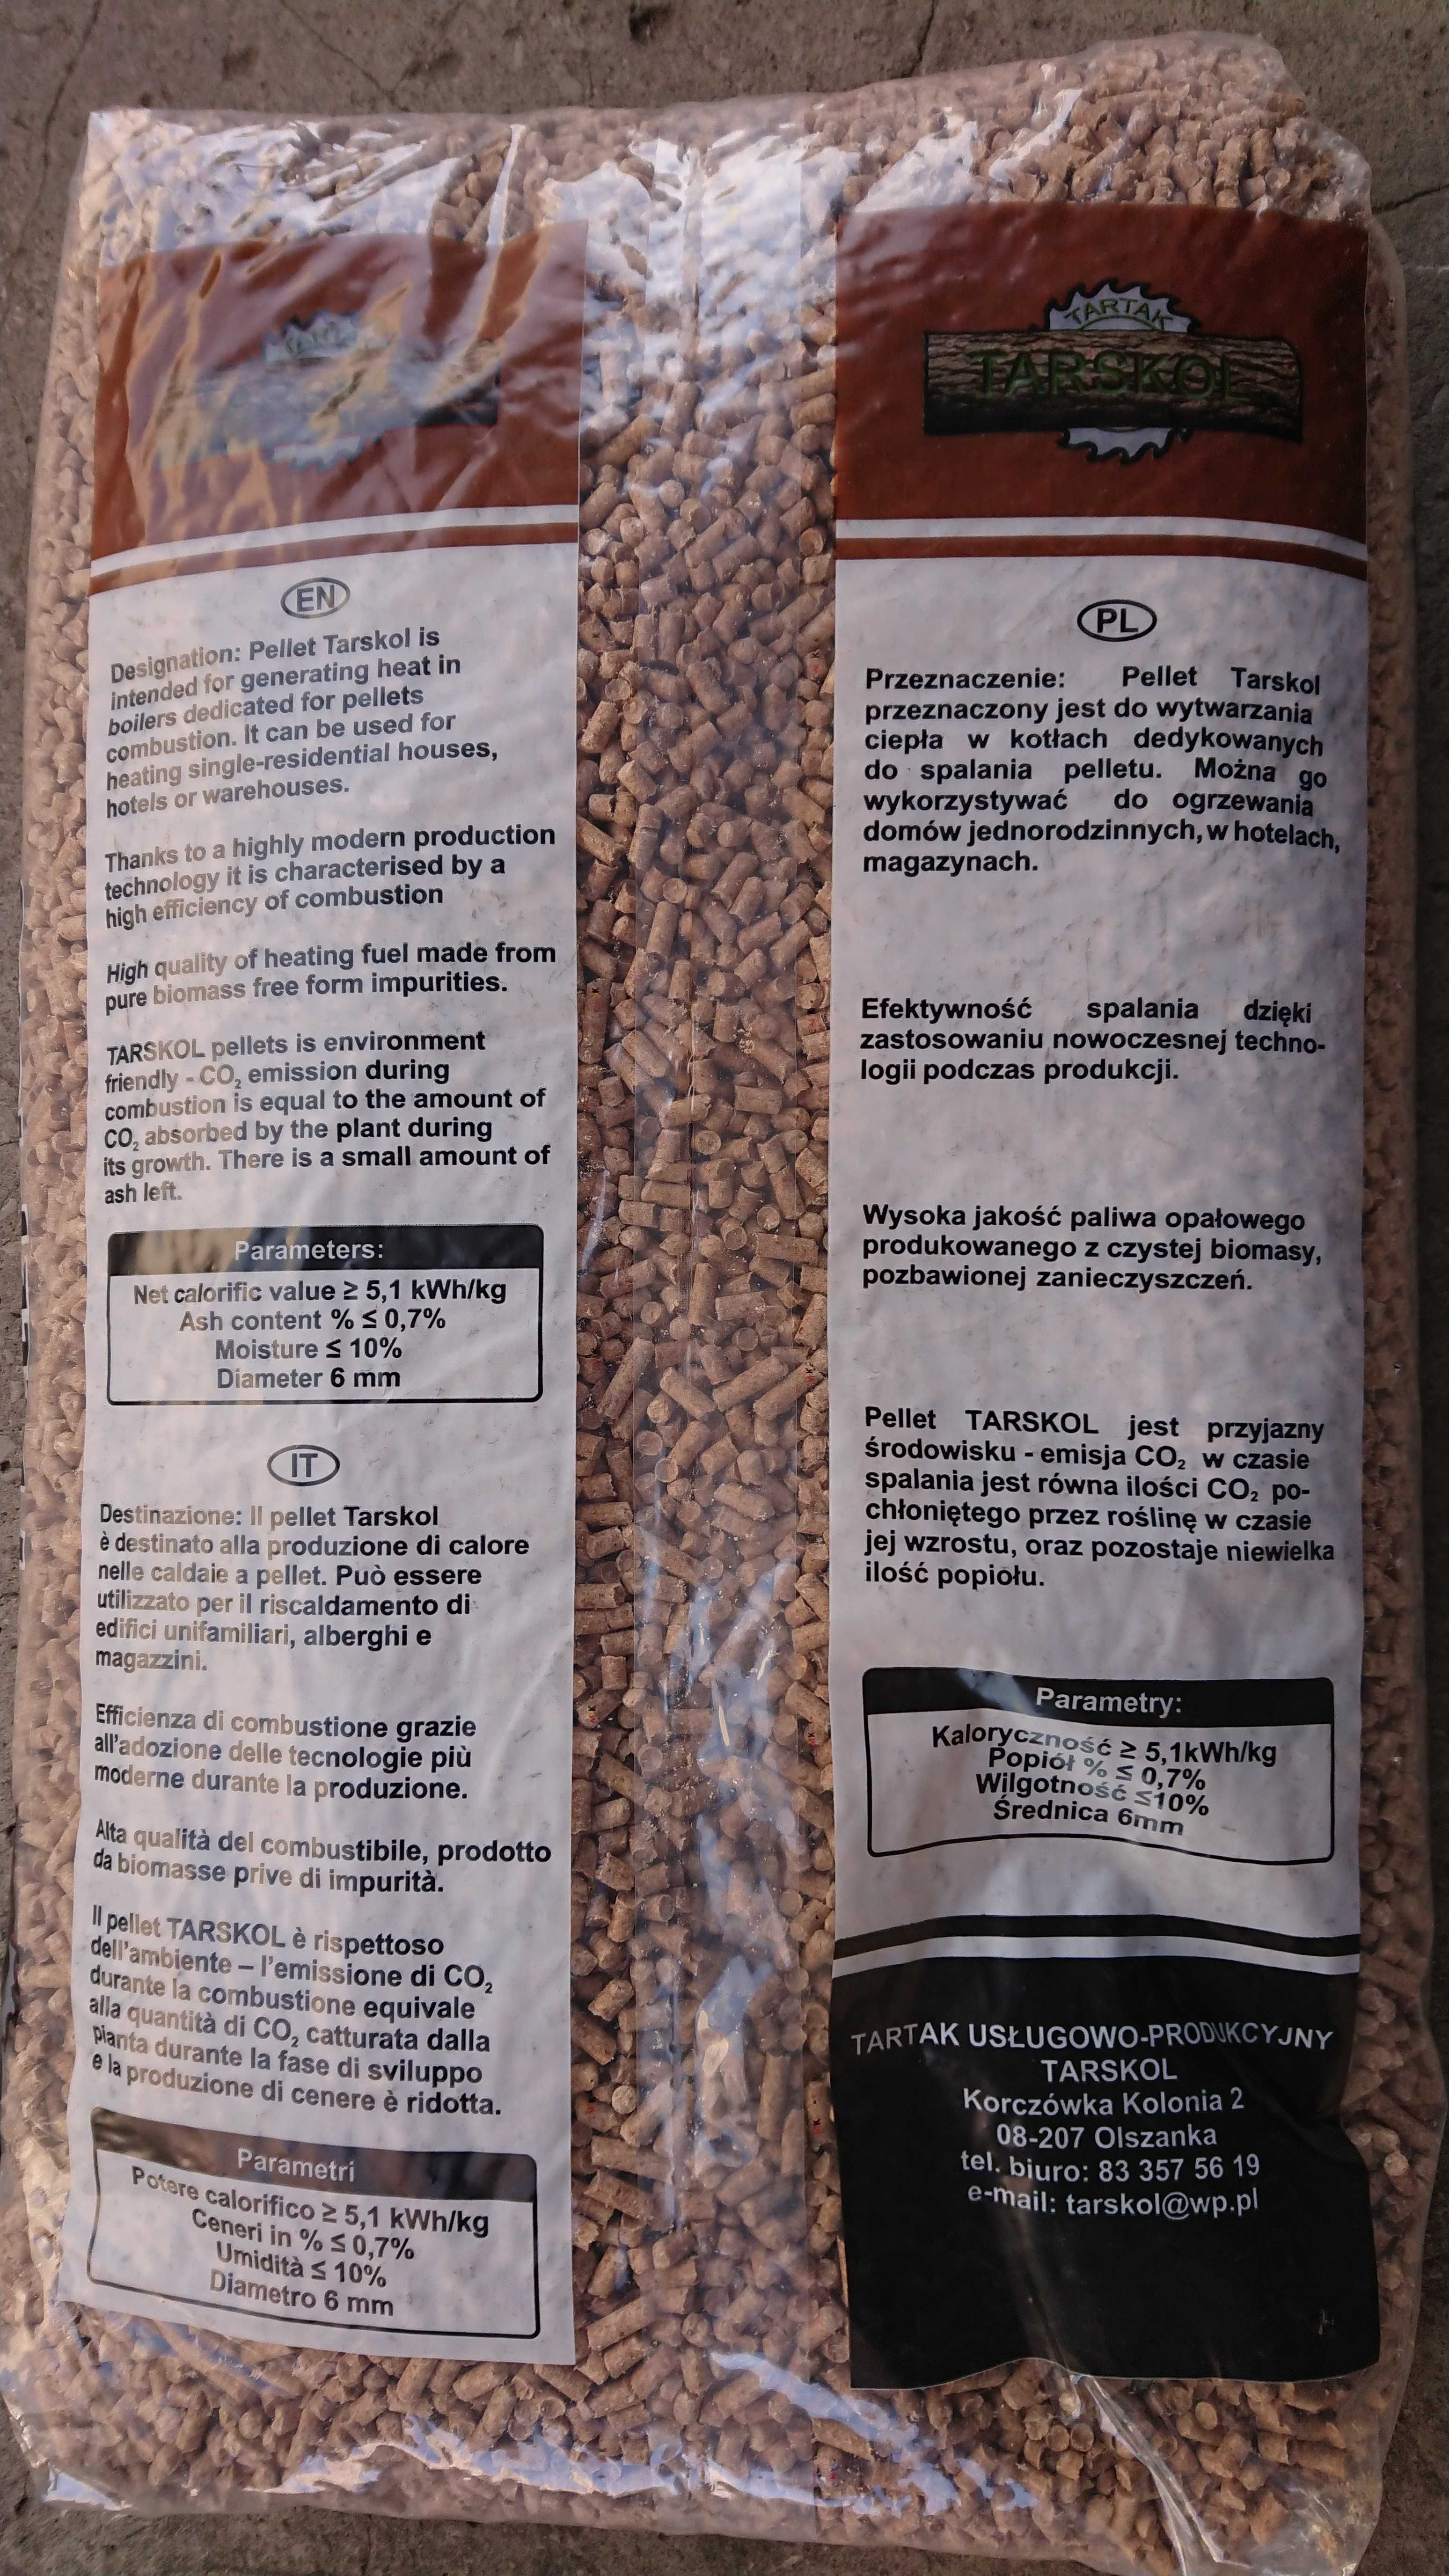 EN
Designation: Pellet Tarskol is
intended for generating heat in
boilers dedicated for pellets
combustion. It can be used for
heating single-residential houses,
hotels or warehouses.
Thanks to a highly modern production
technology it is characterised by a
high efficiency of combustion
High quality of heating fuel made from
pure biomass free form impurities.
TARSKOL pellets is environment
friendly - CO₂ emission during
combustion is equal to the amount of
CO₂ absorbed by the plant during
its growth. There is a small amount of
ash left.
Parameters:
Net calorific value ≥ 5,1 kWh/kg
Ash content % ≤ 0,7%
Moisture ≤ 10%
Diameter 6 mm
IT
Destinazione: Il pellet Tarskol
è destinato alla produzione di calore
nelle caldaie a pellet. Può essere
utilizzato per il riscaldamento di
edifici unifamiliari, alberghi e
magazzini.
Efficienza di combustione grazie
all'adozione delle tecnologie più
moderne durante la produzione.
Alta qualità del combustibile, prodotto
da biomasse prive di impurità.
Il pellet TARSKOL è rispettoso
dell'ambiente – l'emissione di CO₂
durante la combustione equivale
alla quantità di CO₂ catturata dalla
pianta durante la fase di sviluppo
e la produzione di cenere è ridotta.
Parametri
Potere calorifico ≥ 5,1 kWh/kg
Ceneri in % ≤ 0,7%
Umidità ≤ 10%
Diametro 6 mm
TARTAK
TARSKOL
PL
Przeznaczenie: Pellet Tarskol
przeznaczony jest do wytwarzania
ciepła w kotłach dedykowanych
do spalania pelletu. Można go
wykorzystywać do ogrzewania
domów jednorodzinnych, w hotelach,
magazynach.
Efektywność spalania dzięki
zastosowaniu nowoczesnej techno-
logii podczas produkcji.
Wysoka jakość paliwa opałowego
produkowanego z czystej biomasy,
pozbawionej zanieczyszczeń.
Pellet TARSKOL jest przyjazny
środowisku - emisja CO₂ w czasie
spalania jest równa ilości CO₂ po-
chłoniętego przez roślinę w czasie
jej wzrostu, oraz pozostaje niewielka
ilość popiołu.
Parametry:
Kaloryczność ≥ 5,1kWh/kg
Popiół % ≤ 0,7%
Wilgotność ≤10%
Średnica 6mm
TARTAK USŁUGOWO-PRODUKCYJNY
TARSKOL
Korczówka Kolonia 2
08-207 Olszanka
tel. biuro: 83 357 56 19
e-mail: tarskol@wp.pl